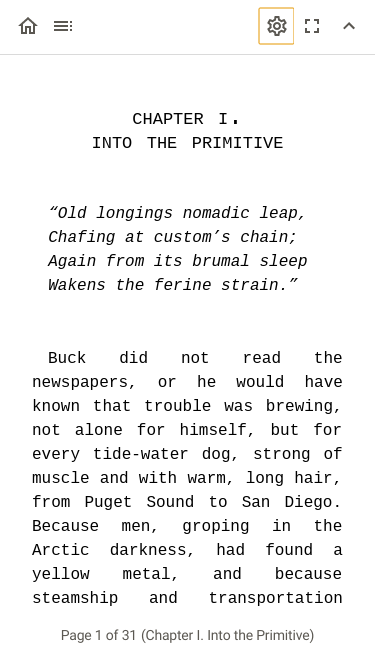 CHAPTER I.
INTO THE PRIMITIVE
“Old longings nomadic leap,
Chafing at custom’s chain;
Again from its brumal sleep
Wakens the ferine strain.”
Buck did not read the
newspapers, or he would have
known that trouble was brewing,
not alone for himself, but for
every tide-water dog, strong of
muscle and with warm, long hair,
from Puget Sound to San Diego.
Because men, groping in the
Arctic darkness, had found a
yellow metal, and because
steamship and transportation
Page 1 of 31 (Chapter I. Into the Primitive)